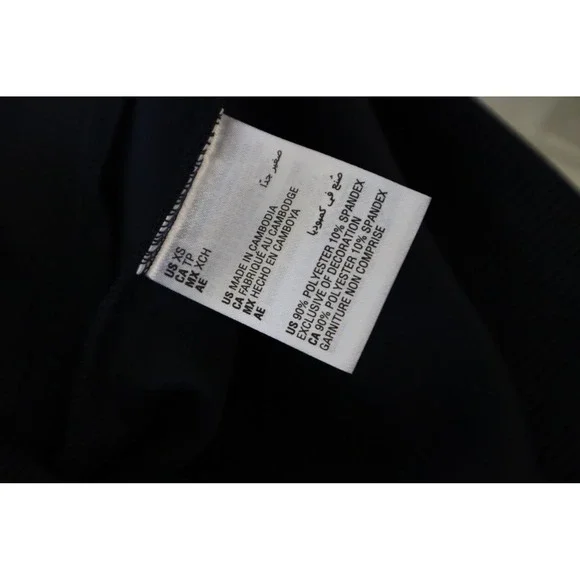 US XS
CA TP
MX XCH
AE صغير جدًا
US MADE IN CAMBODIA
CA FABRIQUÉ AU CAMBODGE
MX HECHO EN CAMBOYA
AE صُنع في كمبوديا
US 90% POLYESTER 10% SPANDEX
EXCLUSIVE OF DECORATION
CA 90% POLYESTER 10% SPANDEX
GARNITURE NON COMPRISE